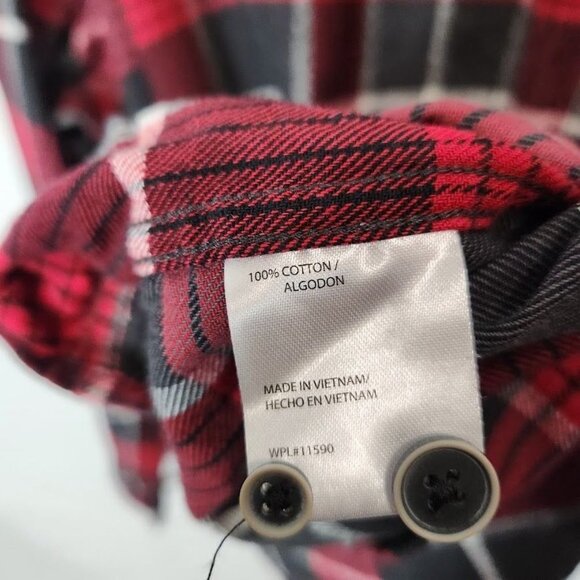 100% COTTON/
ALGODON
MADE IN VIETNAM/
HECHO EN VIETNAM
WPL#11590